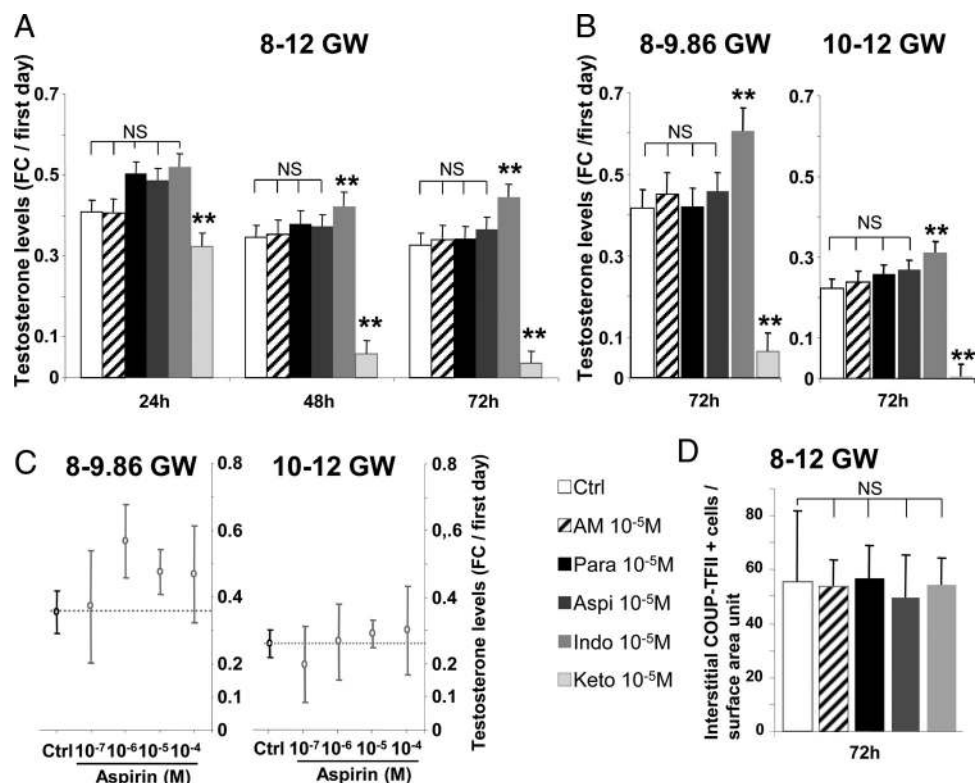 A
8-12 GW
Testosterone levels (FC / first day)
0.7
0.5
0.3
0.1
0
NS
**
NS
**
**
NS
**
**
24h
48h
72h
B
8-9.86 GW
10-12 GW
Testosterone levels (FC /first day)
0.7
0.5
0.3
0.1
0
NS
**
**
72h
0.7
0.5
0.3
0.1
0
NS
**
**
72h
C
8-9.86 GW
10-12 GW
0.8
0.6
0.4
0.2
0
Ctrl 10-7 10-6 10-5 10-4
Aspirin (M)
0.8
0,6
0.4
0.2
0
Testosterone levels (FC / first day)
Ctrl 10-7 10-6 10-5 10-4
Aspirin (M)
Ctrl
AM 10-5M
Para 10-5M
Aspi 10-5M
Indo 10-5M
Keto 10-5M
D
8-12 GW
Interstitial COUP-TFII + cells /
surface area unit
80
60
40
20
0
NS
72h